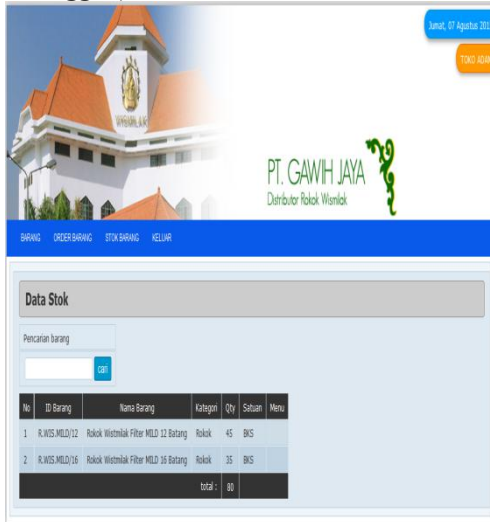 Jumat, 07 Agustus 201
TOKO ADAM
PT. GAWIH JAYA
Distributor Rokok Wismilak
BARANG ORDER BARANG STOK BARANG KELUAR
Data Stok
Pencarian barang
cari
No ID Barang Nama Barang Kategori Qty Satuan Menu
1 R.WIS.MILD/12 Rokok Wistmilak Filter MILD 12 Batang Rokok 45 BKS
2 R.WIS.MILD/16 Rokok Wistmilak Filter MILD 16 Batang Rokok 35 BKS
total : 80